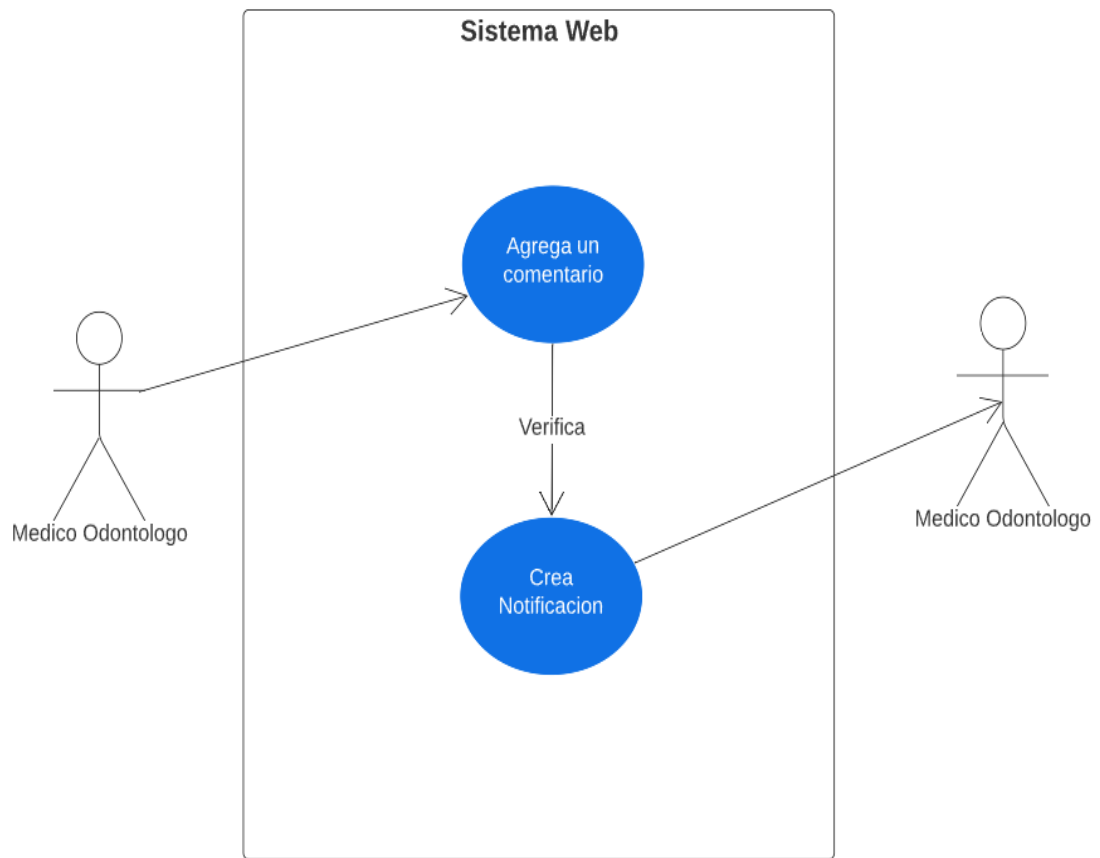 Sistema Web
Agrega un
comentario
Verifica
Medico Odontologo
Medico Odontologo
Crea
Notificacion